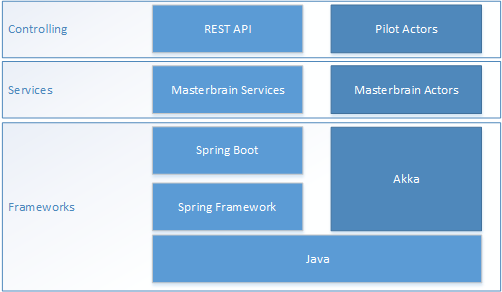 Controlling
REST API
Pilot Actors
Services
Masterbrain Services
Masterbrain Actors
Spring Boot
Akka
Frameworks
Spring Framework
Java